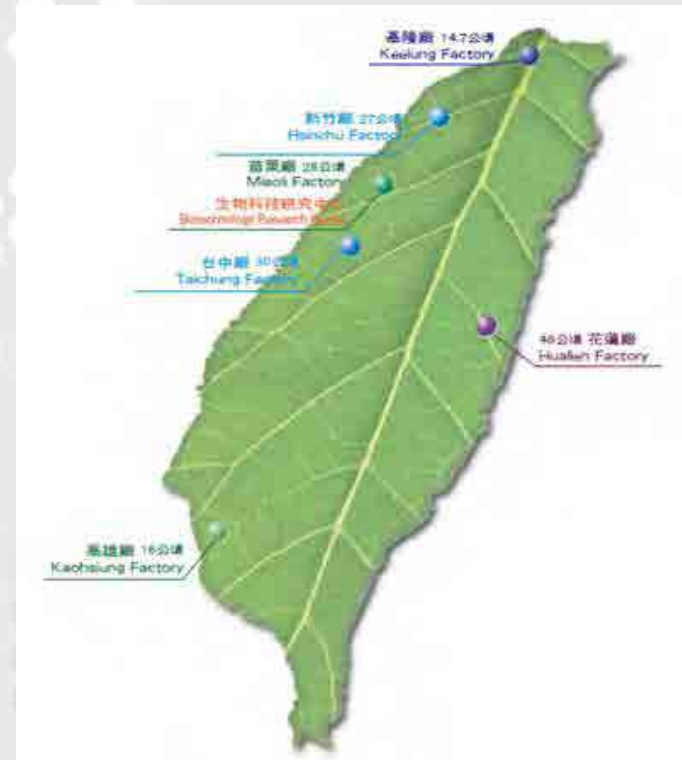 基隆廠 14.7公頃
Keelung Factory
新竹廠 27公頃
Hsinchu Factory
苗栗廠 28公頃
Miaoli Factory
生物科技研究中心
Biotechnology Research
台中廠 30公頃
Taichung Factory
46公頃 花蓮廠
Hualien Factory
高雄廠 16公頃
Kaohsiung Factory